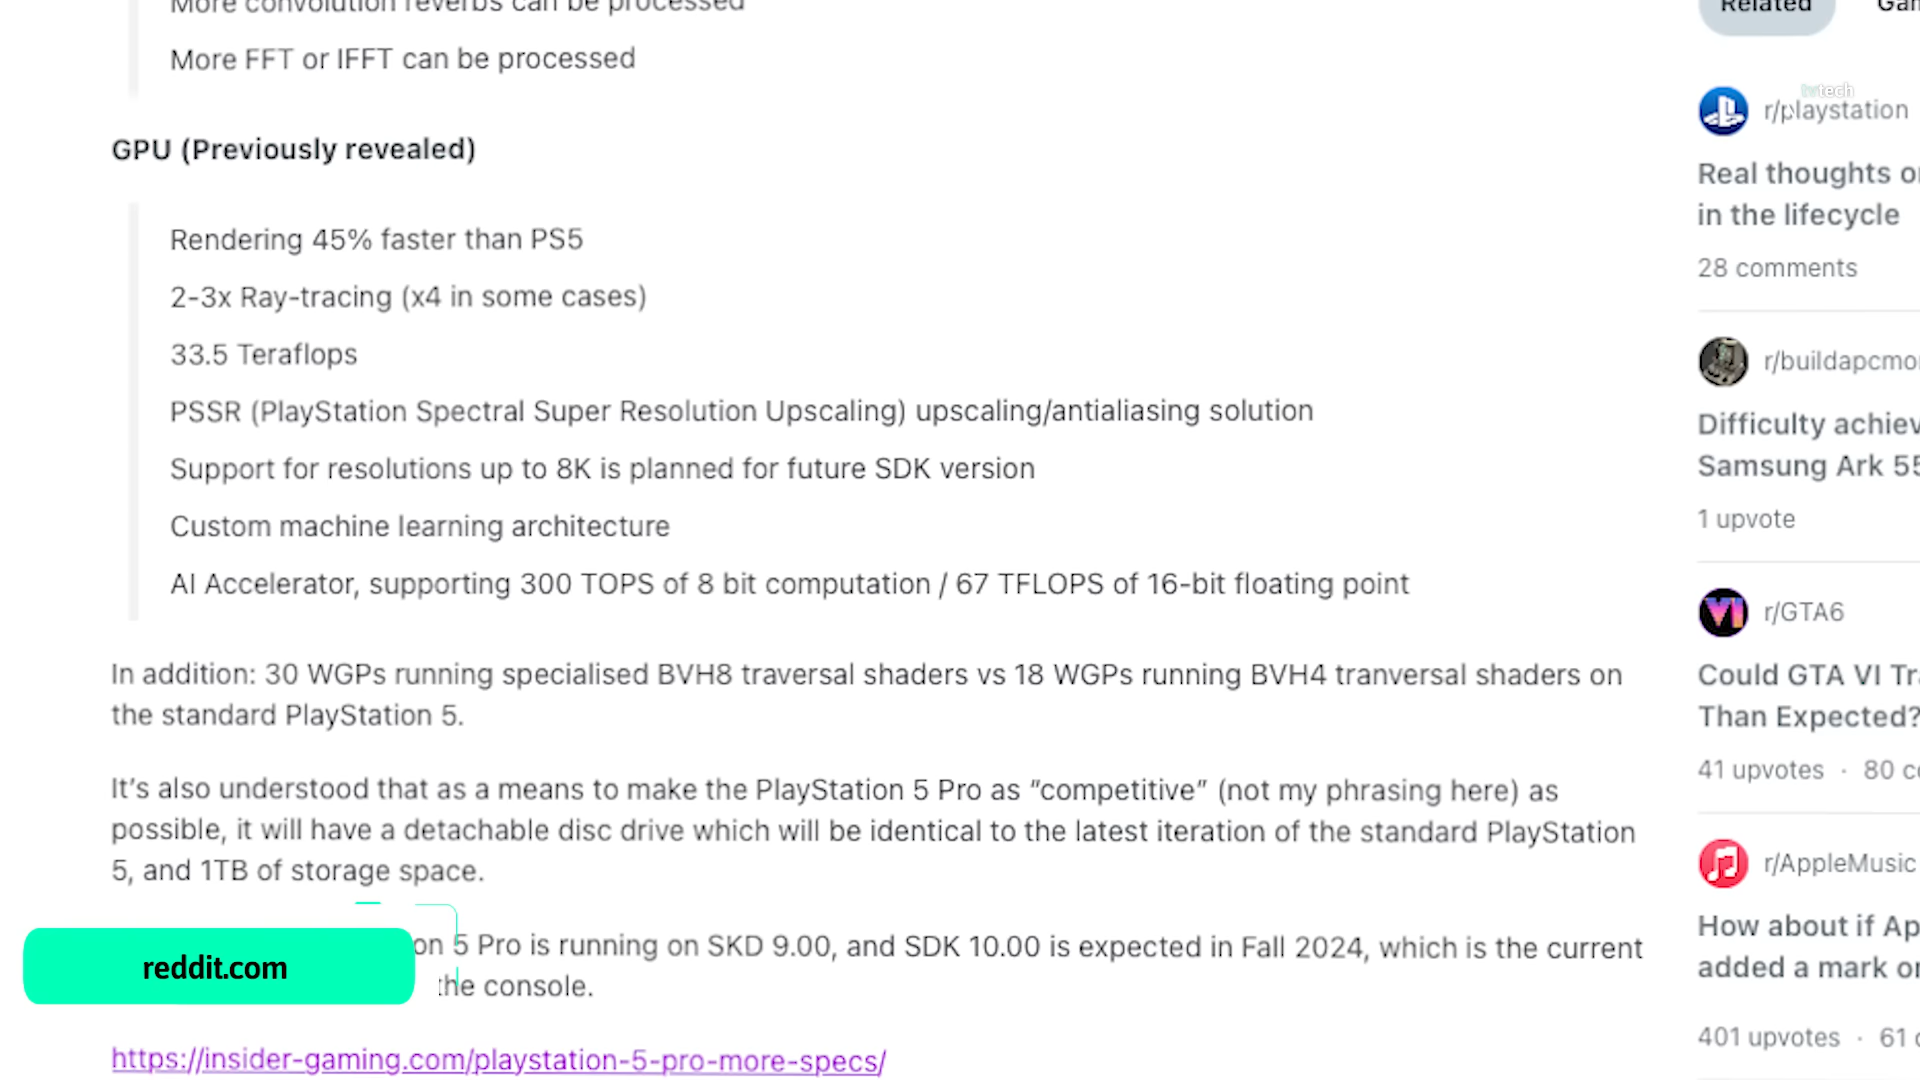 More convolution reverbs can be processed
More FFT or IFFT can be processed
GPU (Previously revealed)
Rendering 45% faster than PS5
2-3x Ray-tracing (x4 in some cases)
33.5 Teraflops
PSSR (PlayStation Spectral Super Resolution Upscaling) upscaling/antialiasing solution
Support for resolutions up to 8K is planned for future SDK version
Custom machine learning architecture
AI Accelerator, supporting 300 TOPS of 8 bit computation / 67 TFLOPS of 16-bit floating point
In addition: 30 WGPs running specialised BVH8 traversal shaders vs 18 WGPs running BVH4 tranversal shaders on
the standard PlayStation 5.
It's also understood that as a means to make the PlayStation 5 Pro as "competitive" (not my phrasing here) as
possible, it will have a detachable disc drive which will be identical to the latest iteration of the standard PlayStation
5, and 1TB of storage space.
on 5 Pro is running on SKD 9.00, and SDK 10.00 is expected in Fall 2024, which is the current
the console.
https://insider-gaming.com/playstation-5-pro-more-specs/
reddit.com
Related
tvtech
r/playstation
Real thoughts
in the lifecycle
28 comments
r/buildapcmo
Difficulty achiev
Samsung Ark 55
1 upvote
r/GTA6
Could GTA VI Tr
Than Expected?
41 upvotes · 80 c
r/AppleMusic
How about if Ap
added a mark
401 upvotes · 61